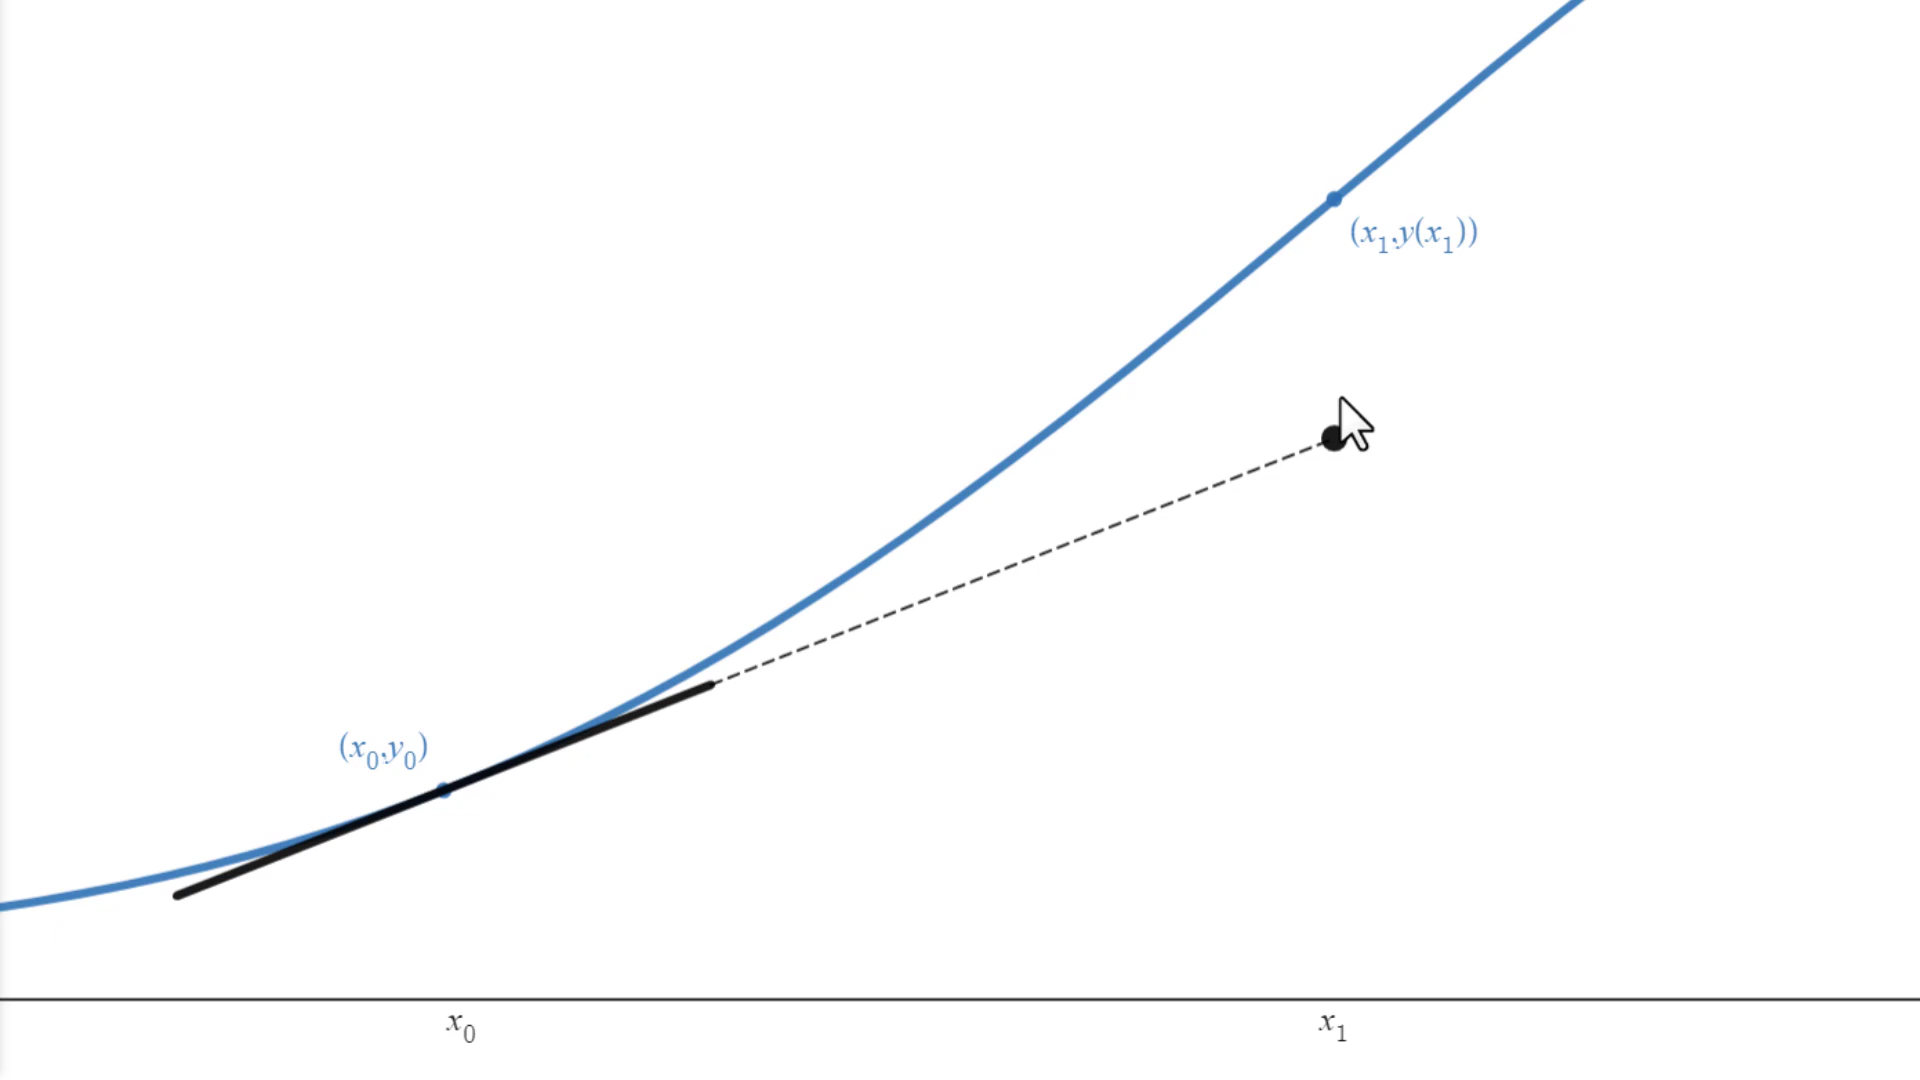 (x₁,y(x₁))
(x₀,y₀)
x₀
x₁